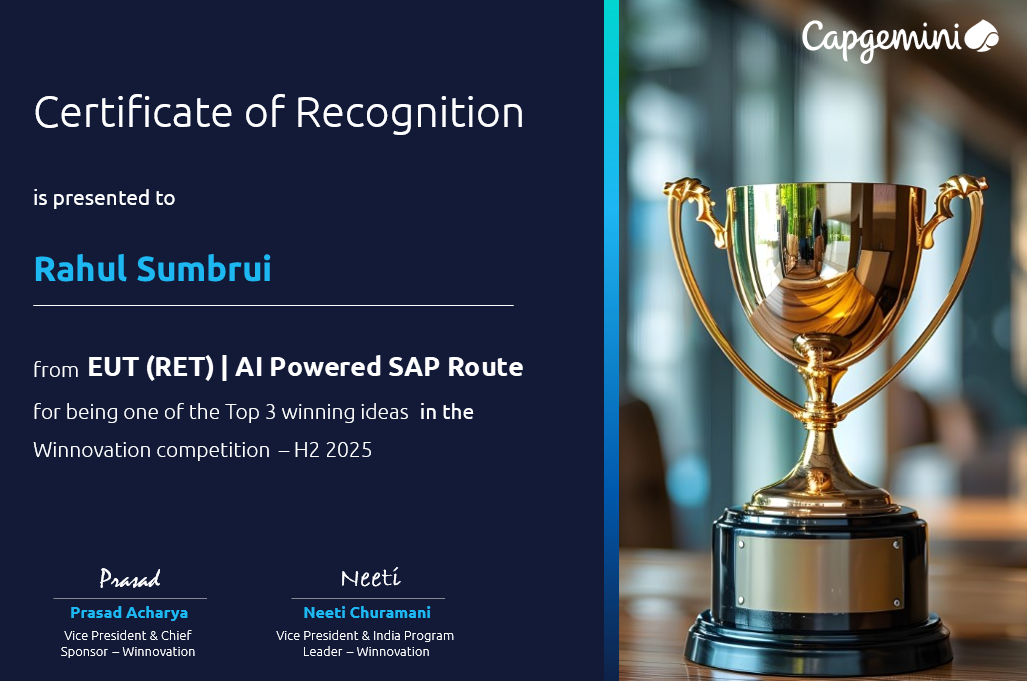 Capgemini
Certificate of Recognition
is presented to
Rahul Sumbrui
from EUT (RET) | AI Powered SAP Route
for being one of the Top 3 winning ideas in the
Winnovation competition – H2 2025
Prasad
Prasad Acharya
Vice President & Chief
Sponsor – Winnovation
Neeti
Neeti Churamani
Vice President & India Program
Leader – Winnovation